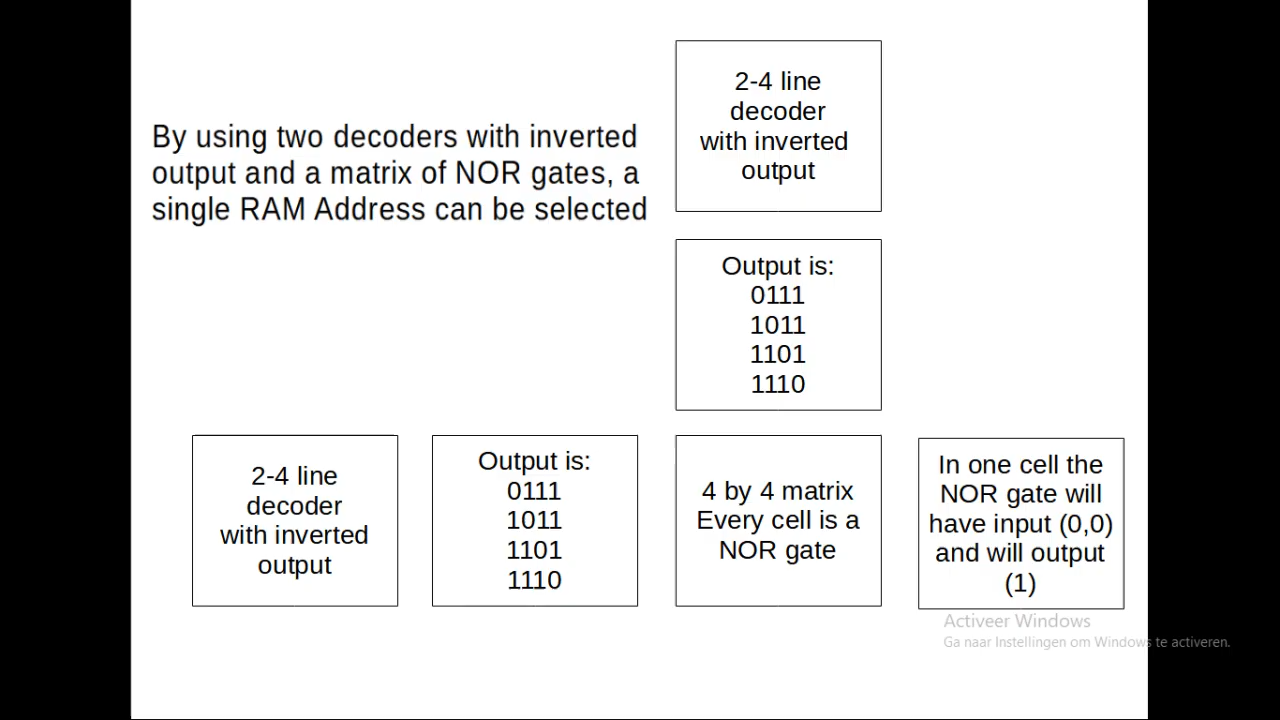 By using two decoders with inverted
output and a matrix of NOR gates, a
single RAM Address can be selected
2-4 line
decoder
with inverted
output
Output is:
0111
1011
1101
1110
2-4 line
decoder
with inverted
output
Output is:
0111
1011
1101
1110
4 by 4 matrix
Every cell is a
NOR gate
In one cell the
NOR gate will
have input (0,0)
and will output
(1)
Activeer Windows
Ga naar Instellingen om Windows te activeren.